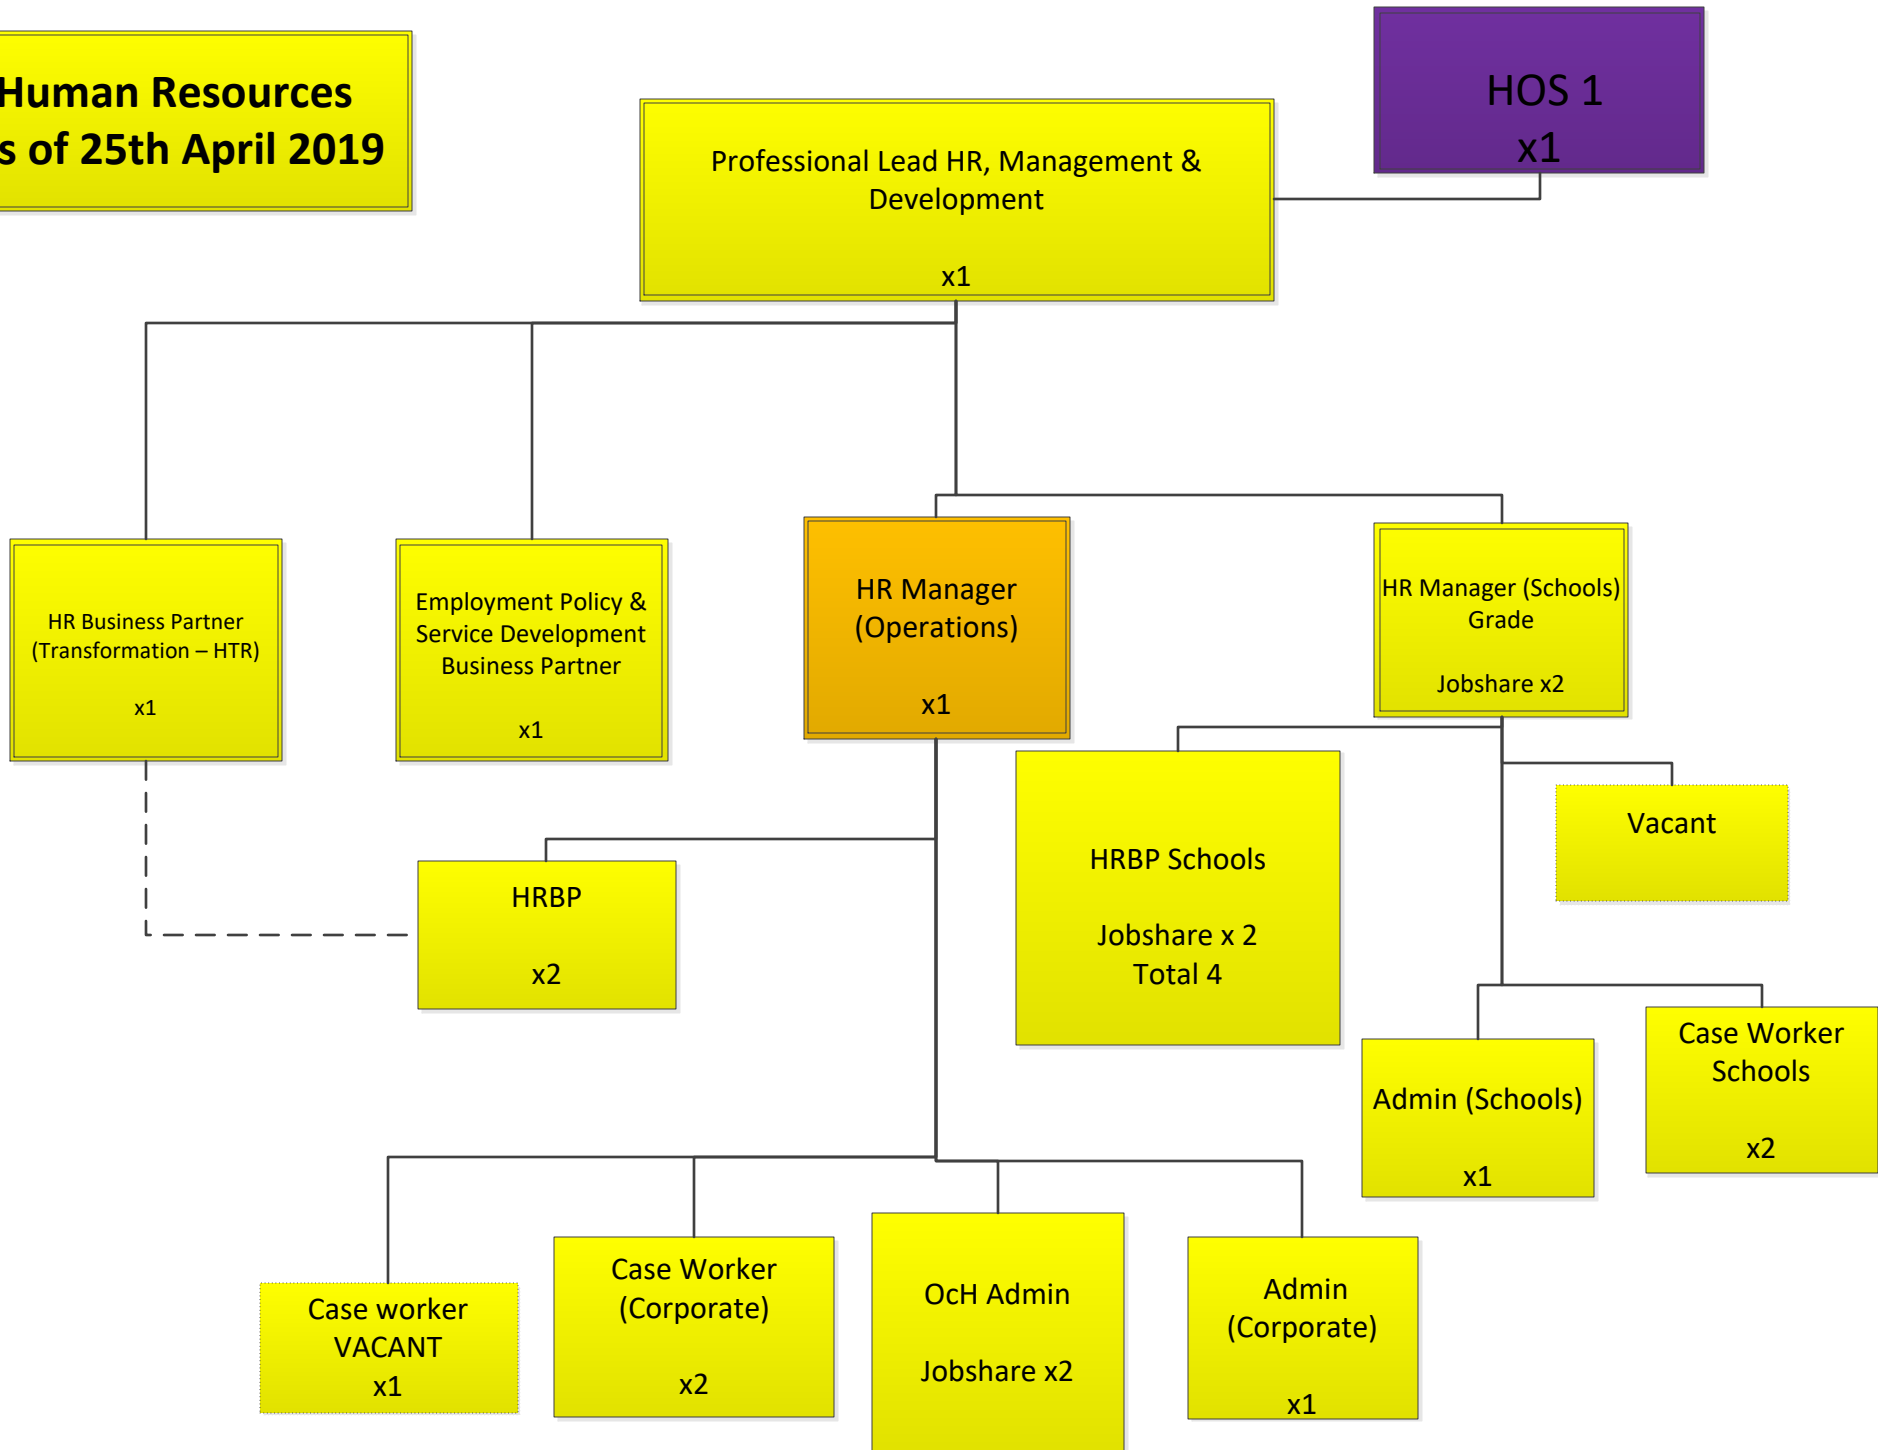 Human Resources
s of 25th April 2019
HOS 1
x1
Professional Lead HR, Management &
Development
x1
HR Business Partner
(Transformation – HTR)
x1
Employment Policy &
Service Development
Business Partner
x1
HR Manager
(Operations)
x1
HR Manager (Schools)
Grade
Jobshare x2
HRBP
x2
HRBP Schools
Jobshare x 2
Total 4
Vacant
Admin (Schools)
x1
Case Worker
Schools
x2
Case worker
VACANT
x1
Case Worker
(Corporate)
x2
OcH Admin
Jobshare x2
Admin
(Corporate)
x1